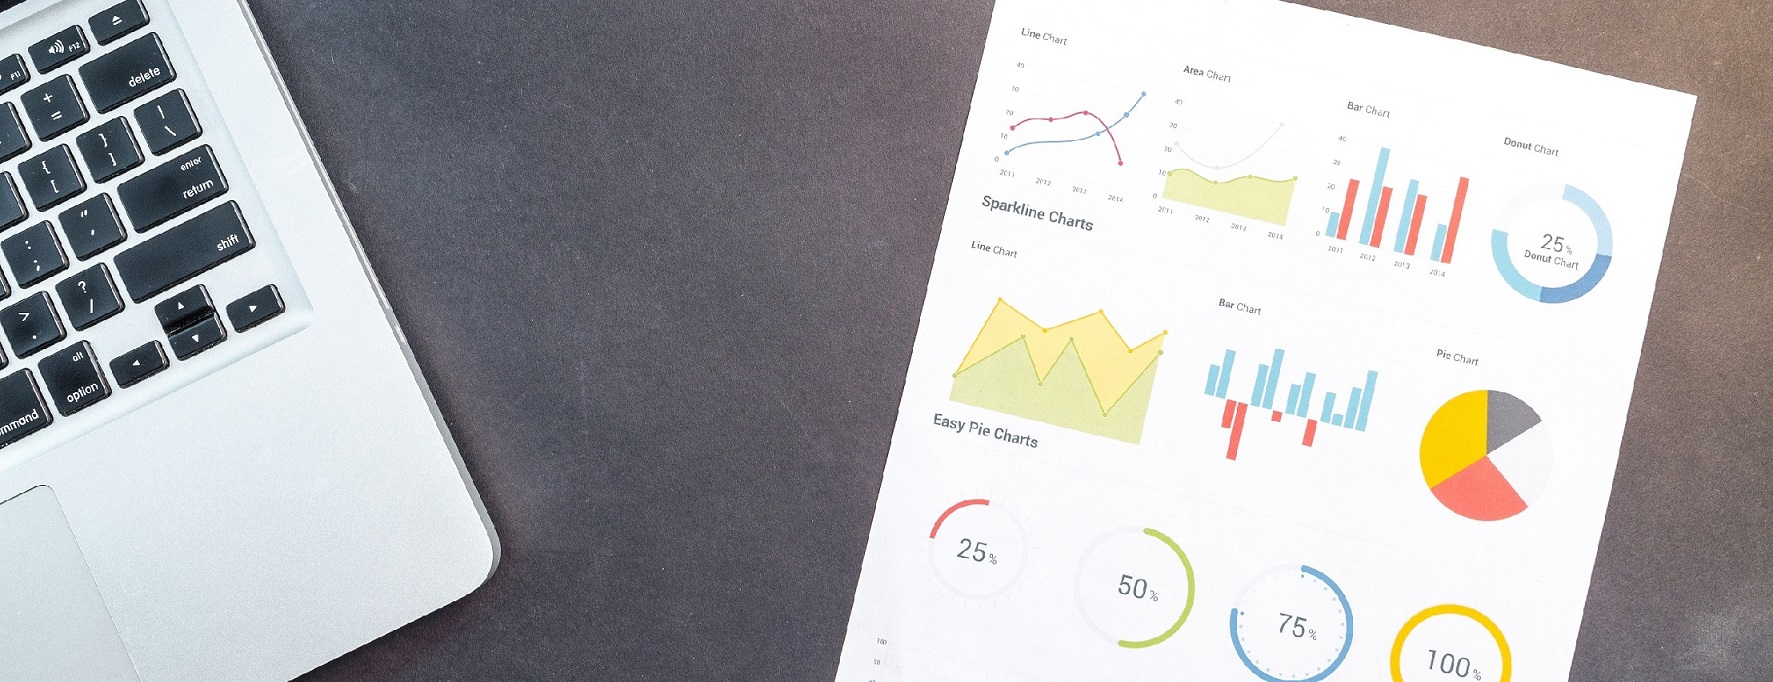 F12
F11
delete
+
=
|
\
}
]
{
[
enter
return
"
'
:
;
shift
?
/
>
.
alt
option
mmand
Line Chart
40
30
20
10
0
2011
2012
2013
2014
Area Chart
40
30
20
10
0
2011
2012
2013
2014
Bar Chart
40
30
20
10
0
2011
2012
2013
2014
Donut Chart
25%
Donut Chart
Sparkline Charts
Line Chart
Bar Chart
Pie Chart
Easy Pie Charts
25%
50%
75%
100%
100
90